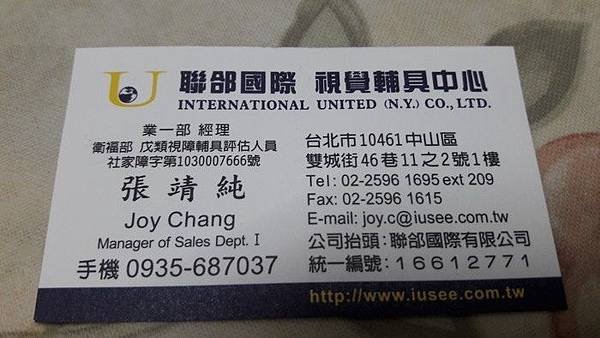 聯郃國際 視覺輔具中心
INTERNATIONAL UNITED (N.Y.) CO., LTD.
業一部 經理
衛福部 戊類視障輔具評估人員
社家障字第1030007666號
張靖純
Joy Chang
Manager of Sales Dept. I
手機 0935-687037
台北市10461中山區
雙城街46巷11之2號1樓
Tel: 02-2596 1695 ext 209
Fax: 02-2596 1615
E-mail: joy.c@iusee.com.tw
公司抬頭:聯郃國際有限公司
統一編號:16612771
http://www.iusee.com.tw